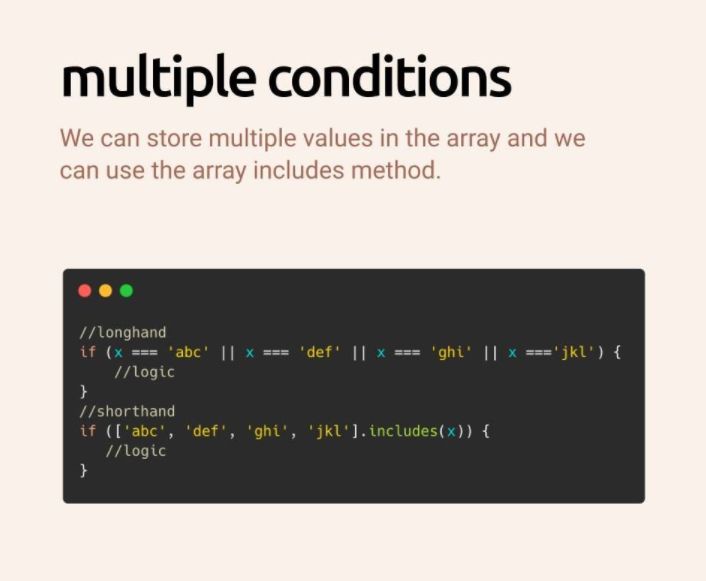 multiple conditions
We can store multiple values in the array and we
can use the array includes method.
//longhand
if (x === 'abc' || x === 'def' || x === 'ghi' || x ==='jkl') {
    //logic
}
//shorthand
if (['abc', 'def', 'ghi', 'jkl'].includes(x)) {
   //logic
}